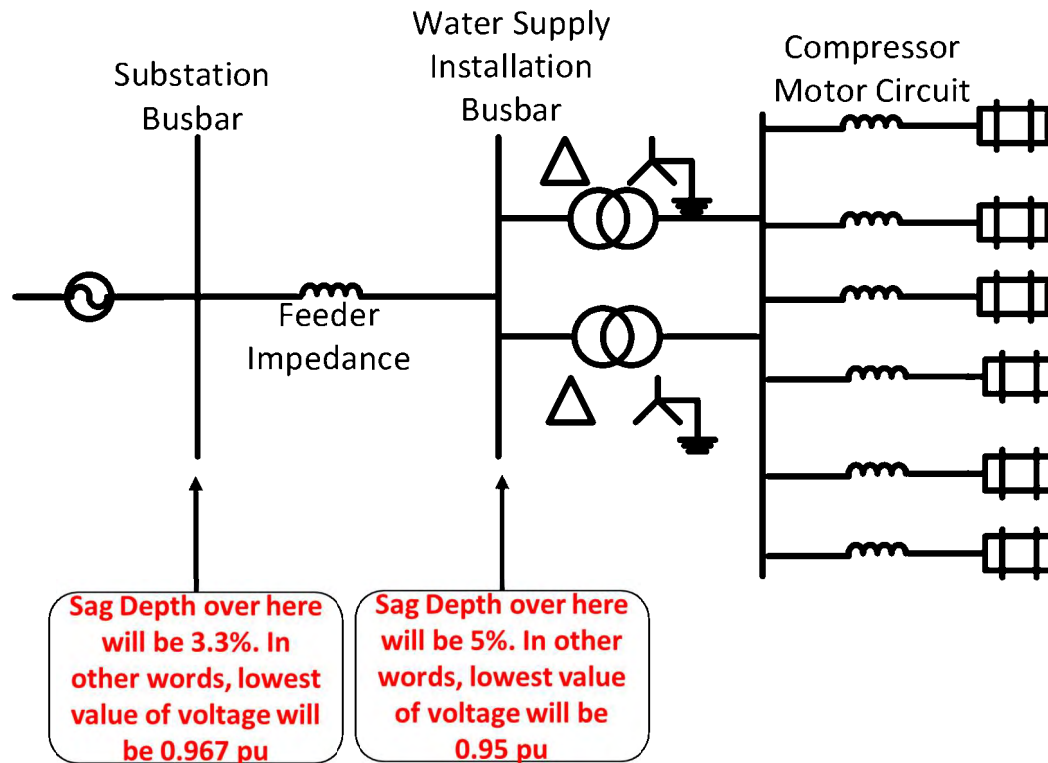 Substation
Busbar
Water Supply
Installation
Busbar
Compressor
Motor Circuit
Feeder
Impedance
Sag Depth over here
will be 3.3%. In
other words, lowest
value of voltage will
be 0.967 pu
Sag Depth over here
will be 5%. In other
words, lowest value
of voltage will be
0.95 pu